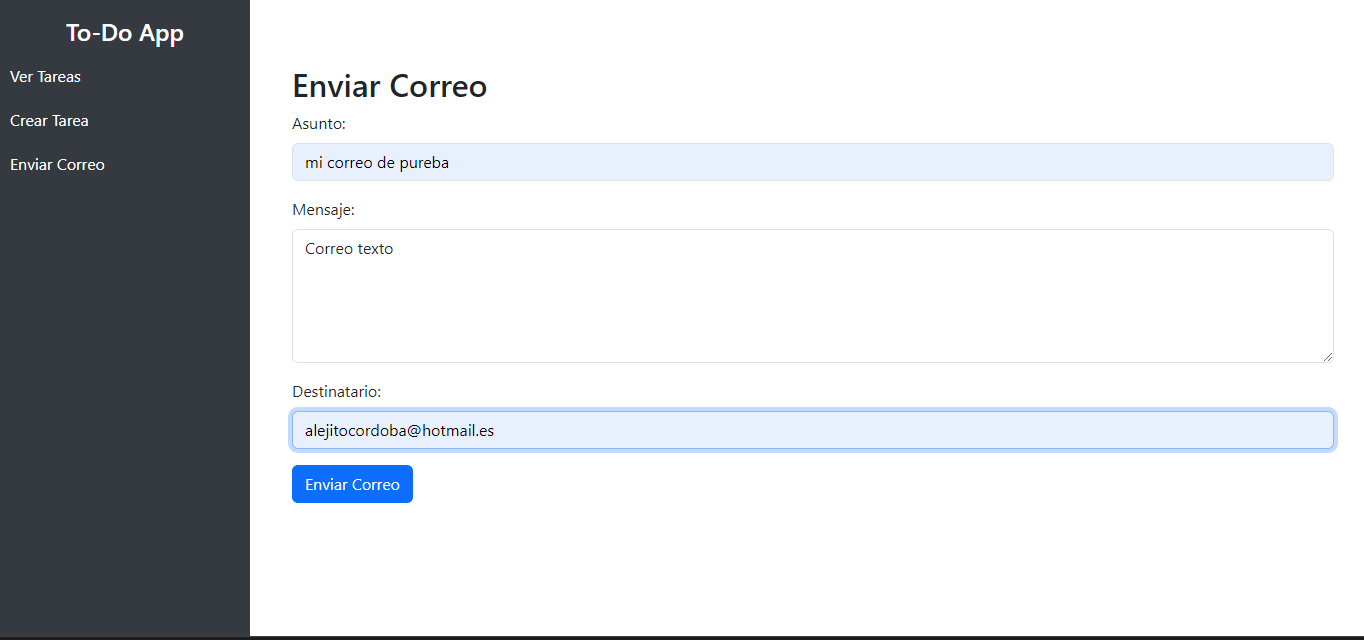 To-Do App
Ver Tareas
Crear Tarea
Enviar Correo
Enviar Correo
Asunto:
mi correo de pureba
Mensaje:
Correo texto
Destinatario:
alejitocordoba@hotmail.es
Enviar Correo